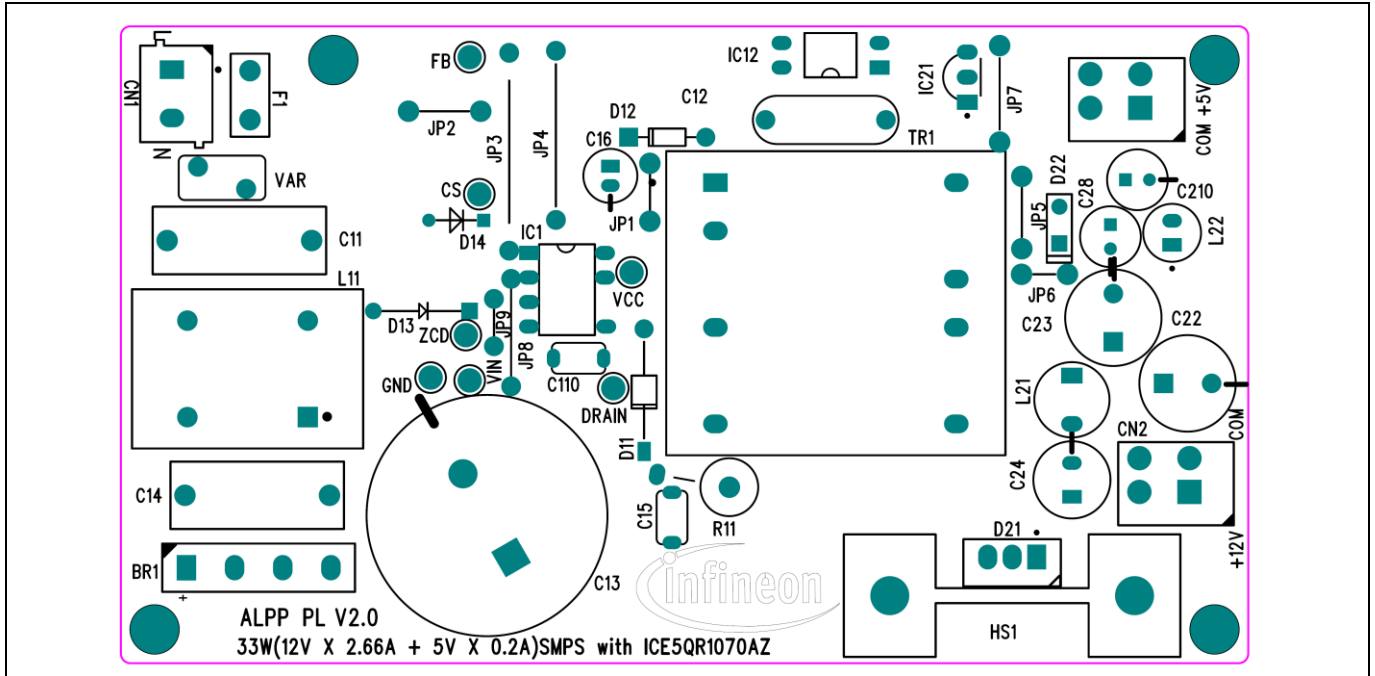 L
CN1
N
F1
FB
JP2
JP3
JP4
IC12
IC21
JP7
COM +5V
D12
C12
C16
TR1
VAR
CS
D14
JP1
D22
C28
C210
JP5
L22
C11
IC1
VCC
JP6
L11
D13
ZCD
JP9
JP8
C23
C22
GND
VIN
C110
DRAIN
L21
COM
D11
CN2
C14
C15
R11
C24
D21
+12V
BR1
+
C13
infineon
HS1
ALPP PL V2.0
33W(12V X 2.66A + 5V X 0.2A)SMPS with ICE5QR1070AZ